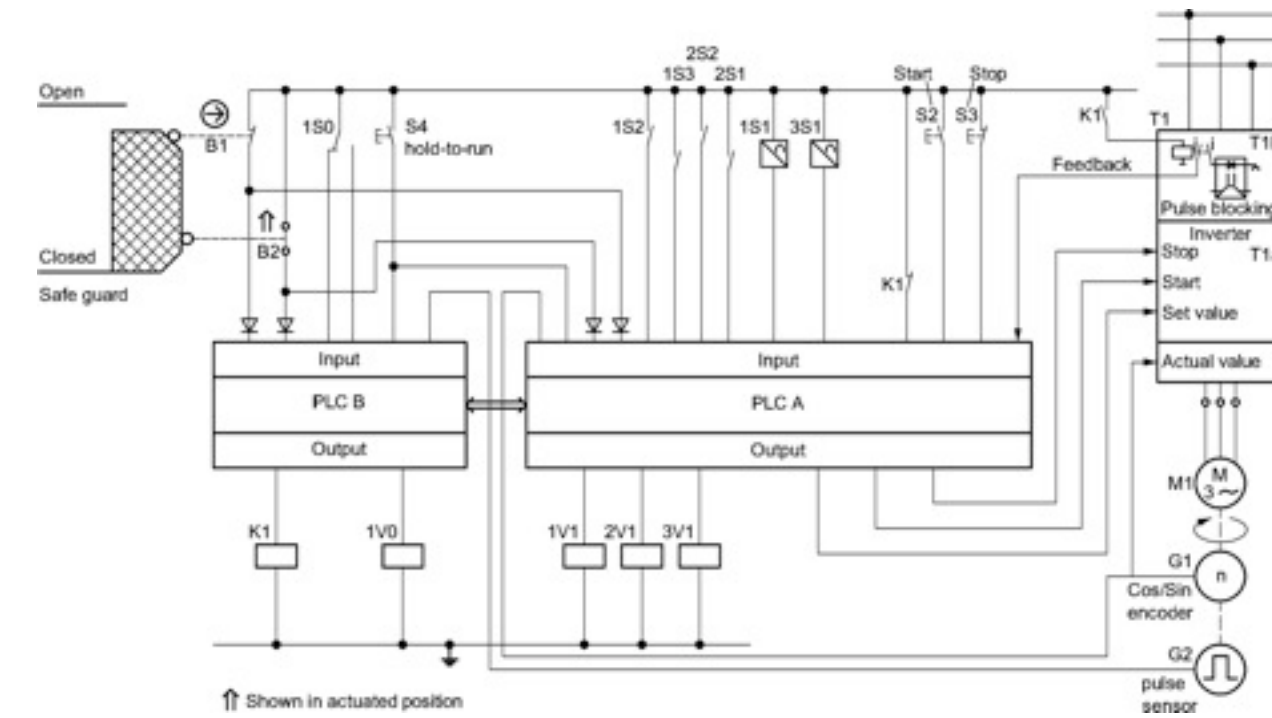 2S2
1S3 2S1
Start Stop
Open
1S0
S4
hold-to-run
1S2
1S1
3S1
S2
S3
K1
T1
B1
Feedback
Pulse blocking
B2
Closed
Safe guard
Inverter
Stop
Start
Set value
K1
Input
Input
Actual value
PLC B
PLC A
Output
Output
M1
M
3
K1
1V0
1V1
2V1
3V1
G1
n
Cos/Sin
encoder
G2
pulse
sensor
Shown in actuated position